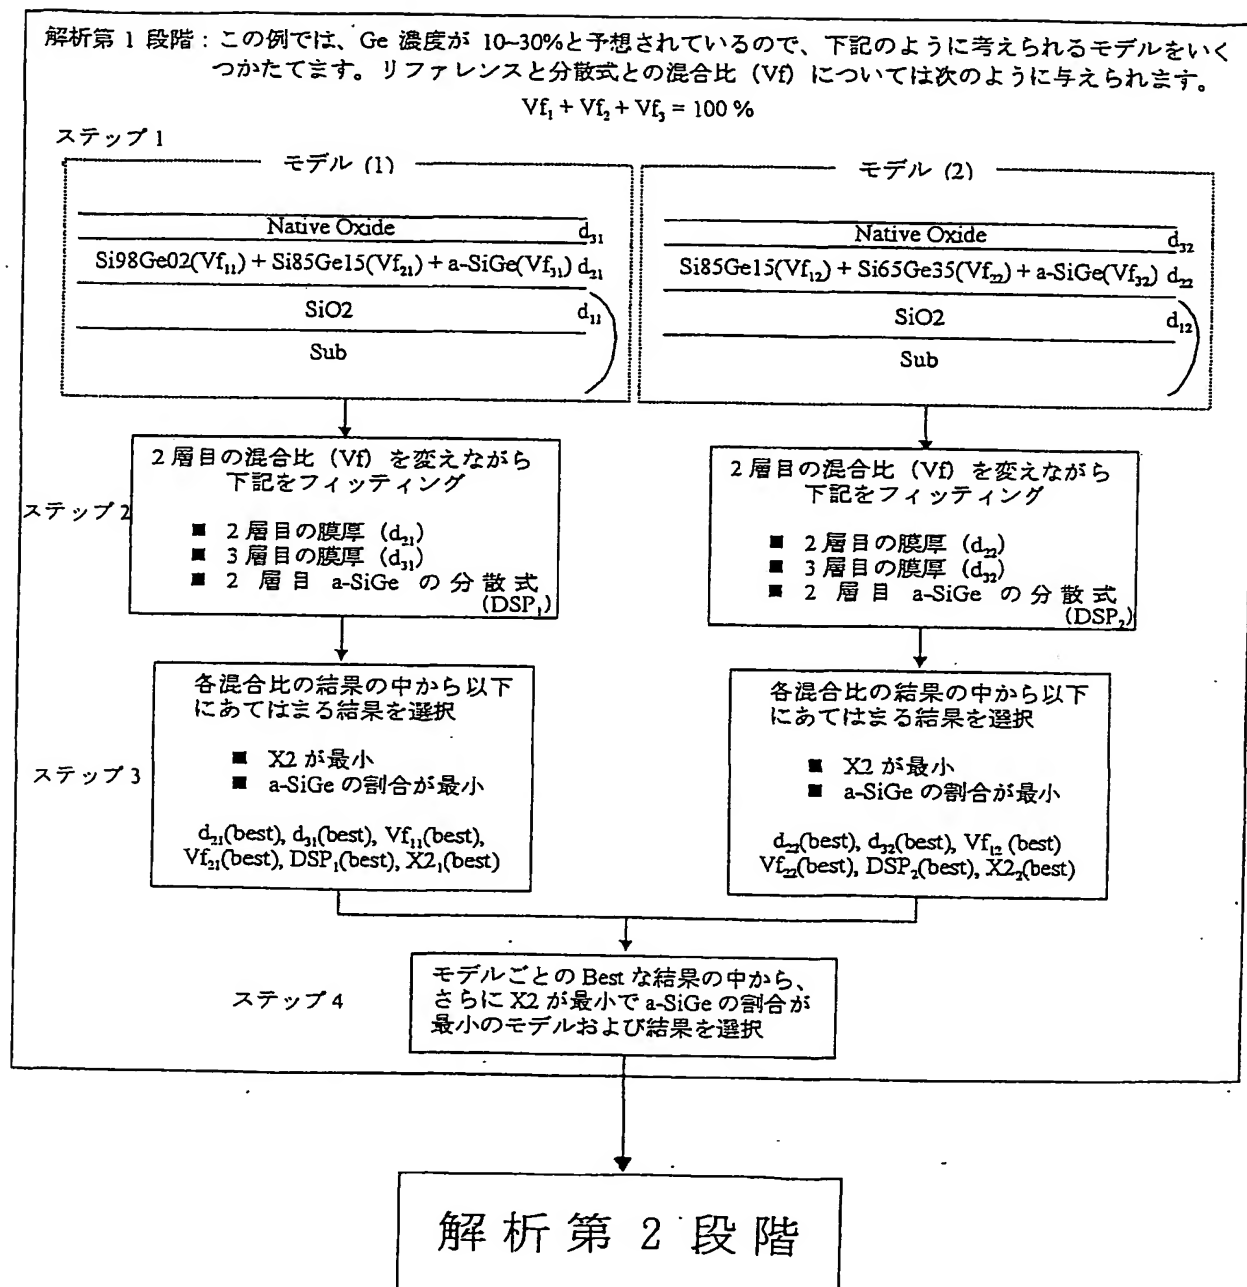 解析第1段階：この例では、Ge 濃度が 10~30%と予想されているので、下記のように考えられるモデルをいく
つかたてます。リファレンスと分散式との混合比（Vf）については次のように与えられます。
Vf₁ + Vf₂ + Vf₃ = 100 %
ステップ1
モデル (1)
Native Oxide d₃₁
Si98Ge02(Vf₁₁) + Si85Ge15(Vf₂₁) + a-SiGe(Vf₃₁) d₂₁
SiO2 d₁₁
Sub
モデル (2)
Native Oxide d₃₂
Si85Ge15(Vf₁₂) + Si65Ge35(Vf₂₂) + a-SiGe(Vf₃₂) d₂₂
SiO2 d₁₂
Sub
ステップ2
2層目の混合比（Vf）を変えながら
下記をフィッティング
■ 2層目の膜厚（d₂₁）
■ 3層目の膜厚（d₃₁）
■ 2層目 a-SiGe の分散式
(DSP₁)
2層目の混合比（Vf）を変えながら
下記をフィッティング
■ 2層目の膜厚（d₂₂）
■ 3層目の膜厚（d₃₂）
■ 2層目 a-SiGe の分散式
(DSP₂)
ステップ3
各混合比の結果の中から以下
にあてはまる結果を選択
■ X2 が最小
■ a-SiGe の割合が最小
d₂₁(best), d₃₁(best), Vf₁₁(best),
Vf₂₁(best), DSP₁(best), X2₁(best)
各混合比の結果の中から以下
にあてはまる結果を選択
■ X2 が最小
■ a-SiGe の割合が最小
d₂₂(best), d₃₂(best), Vf₁₂ (best)
Vf₂₂(best), DSP₂(best), X2₂(best)
ステップ4
モデルごとの Best な結果の中から、
さらに X2 が最小で a-SiGe の割合が
最小のモデルおよび結果を選択
解析第2段階